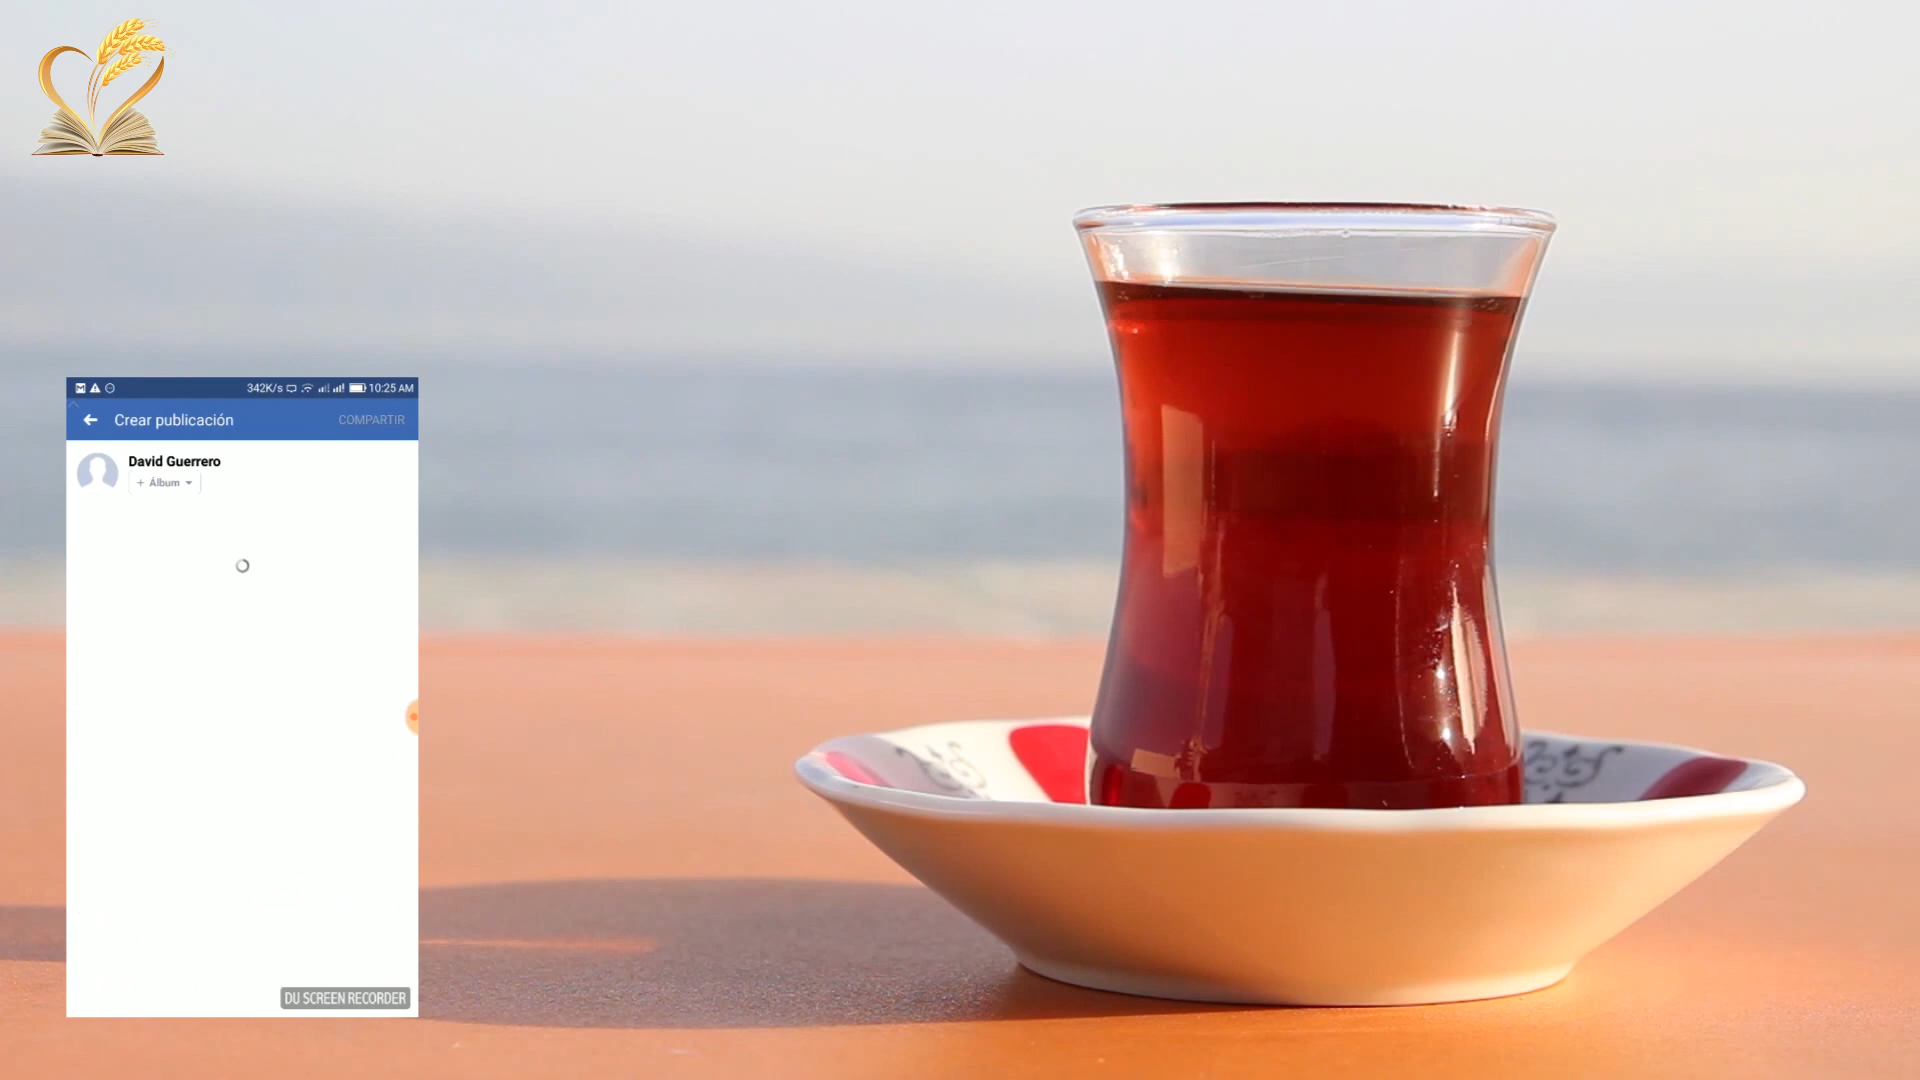 342K/s 10:25 AM
Crear publicación COMPARTIR
David Guerrero
+ Álbum
DU SCREEN RECORDER